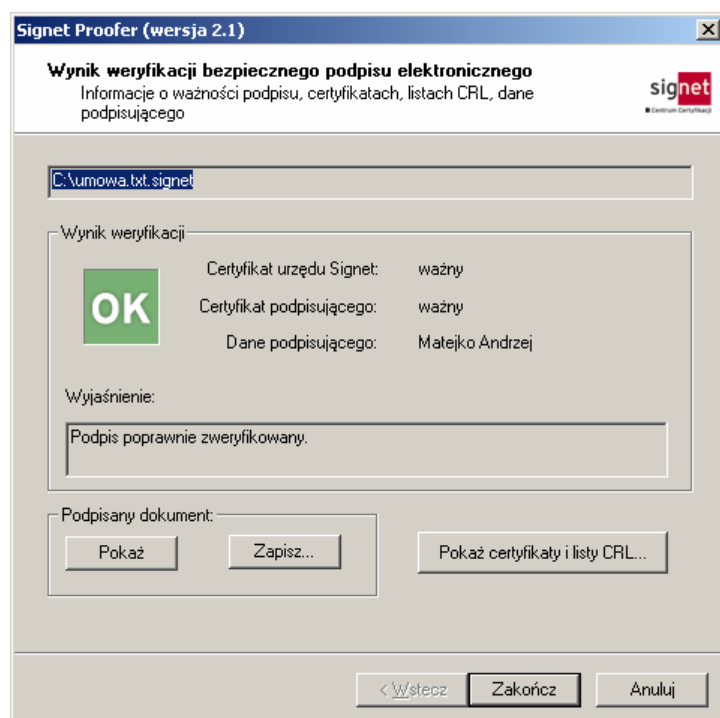 Signet Proofer (wersja 2.1)
Wynik weryfikacji bezpiecznego podpisu elektronicznego
Informacje o ważności podpisu, certyfikatach, listach CRL, dane
podpisującego
signet
Centrum Certyfikacji
C:\umowa.txt.signet
Wynik weryfikacji
OK
Certyfikat urzędu Signet: ważny
Certyfikat podpisującego: ważny
Dane podpisującego: Matejko Andrzej
Wyjaśnienie:
Podpis poprawnie zweryfikowany.
Podpisany dokument:
Pokaż
Zapisz...
Pokaż certyfikaty i listy CRL...
< Wstecz
Zakończ
Anuluj